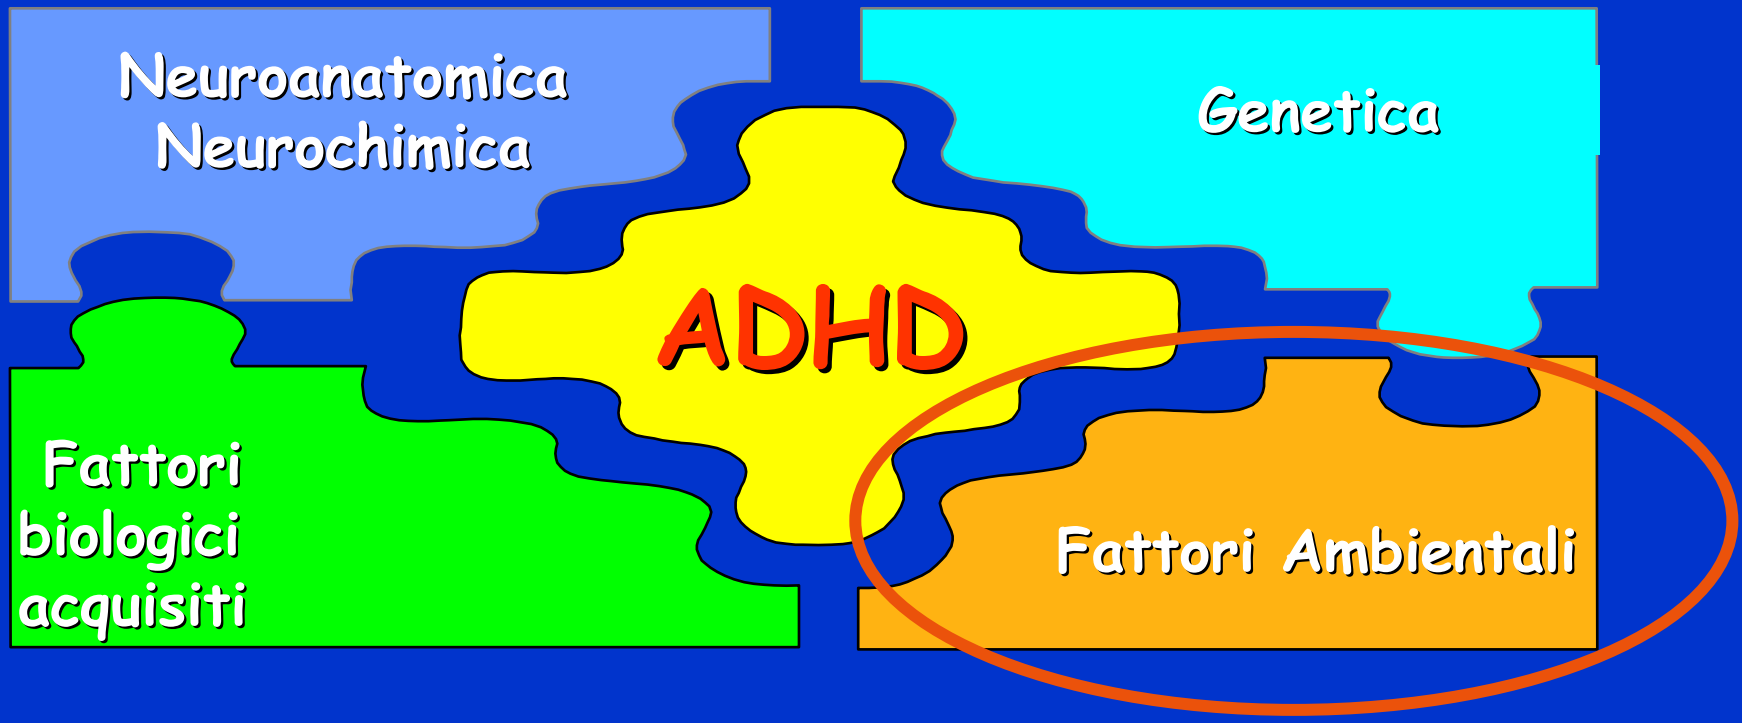 Neuroanatomica
Neurochimica
Genetica
ADHD
Fattori
biologici
acquisiti
Fattori Ambientali